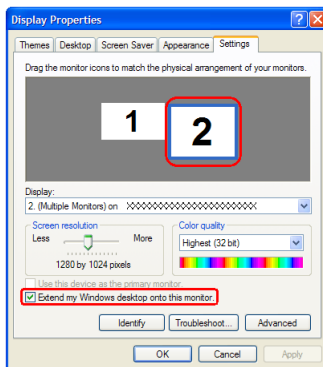 Display Properties
Themes Desktop Screen Saver Appearance Settings
Drag the monitor icons to match the physical arrangement of your monitors.
1
2
Display:
2. (Multiple Monitors) on XXXXXXXXXXXXXXXXXXXXXX
Screen resolution
Less
More
1280 by 1024 pixels
Color quality
Highest (32 bit)
Use this device as the primary monitor.
Extend my Windows desktop onto this monitor.
Identify Troubleshoot... Advanced
OK Cancel Apply